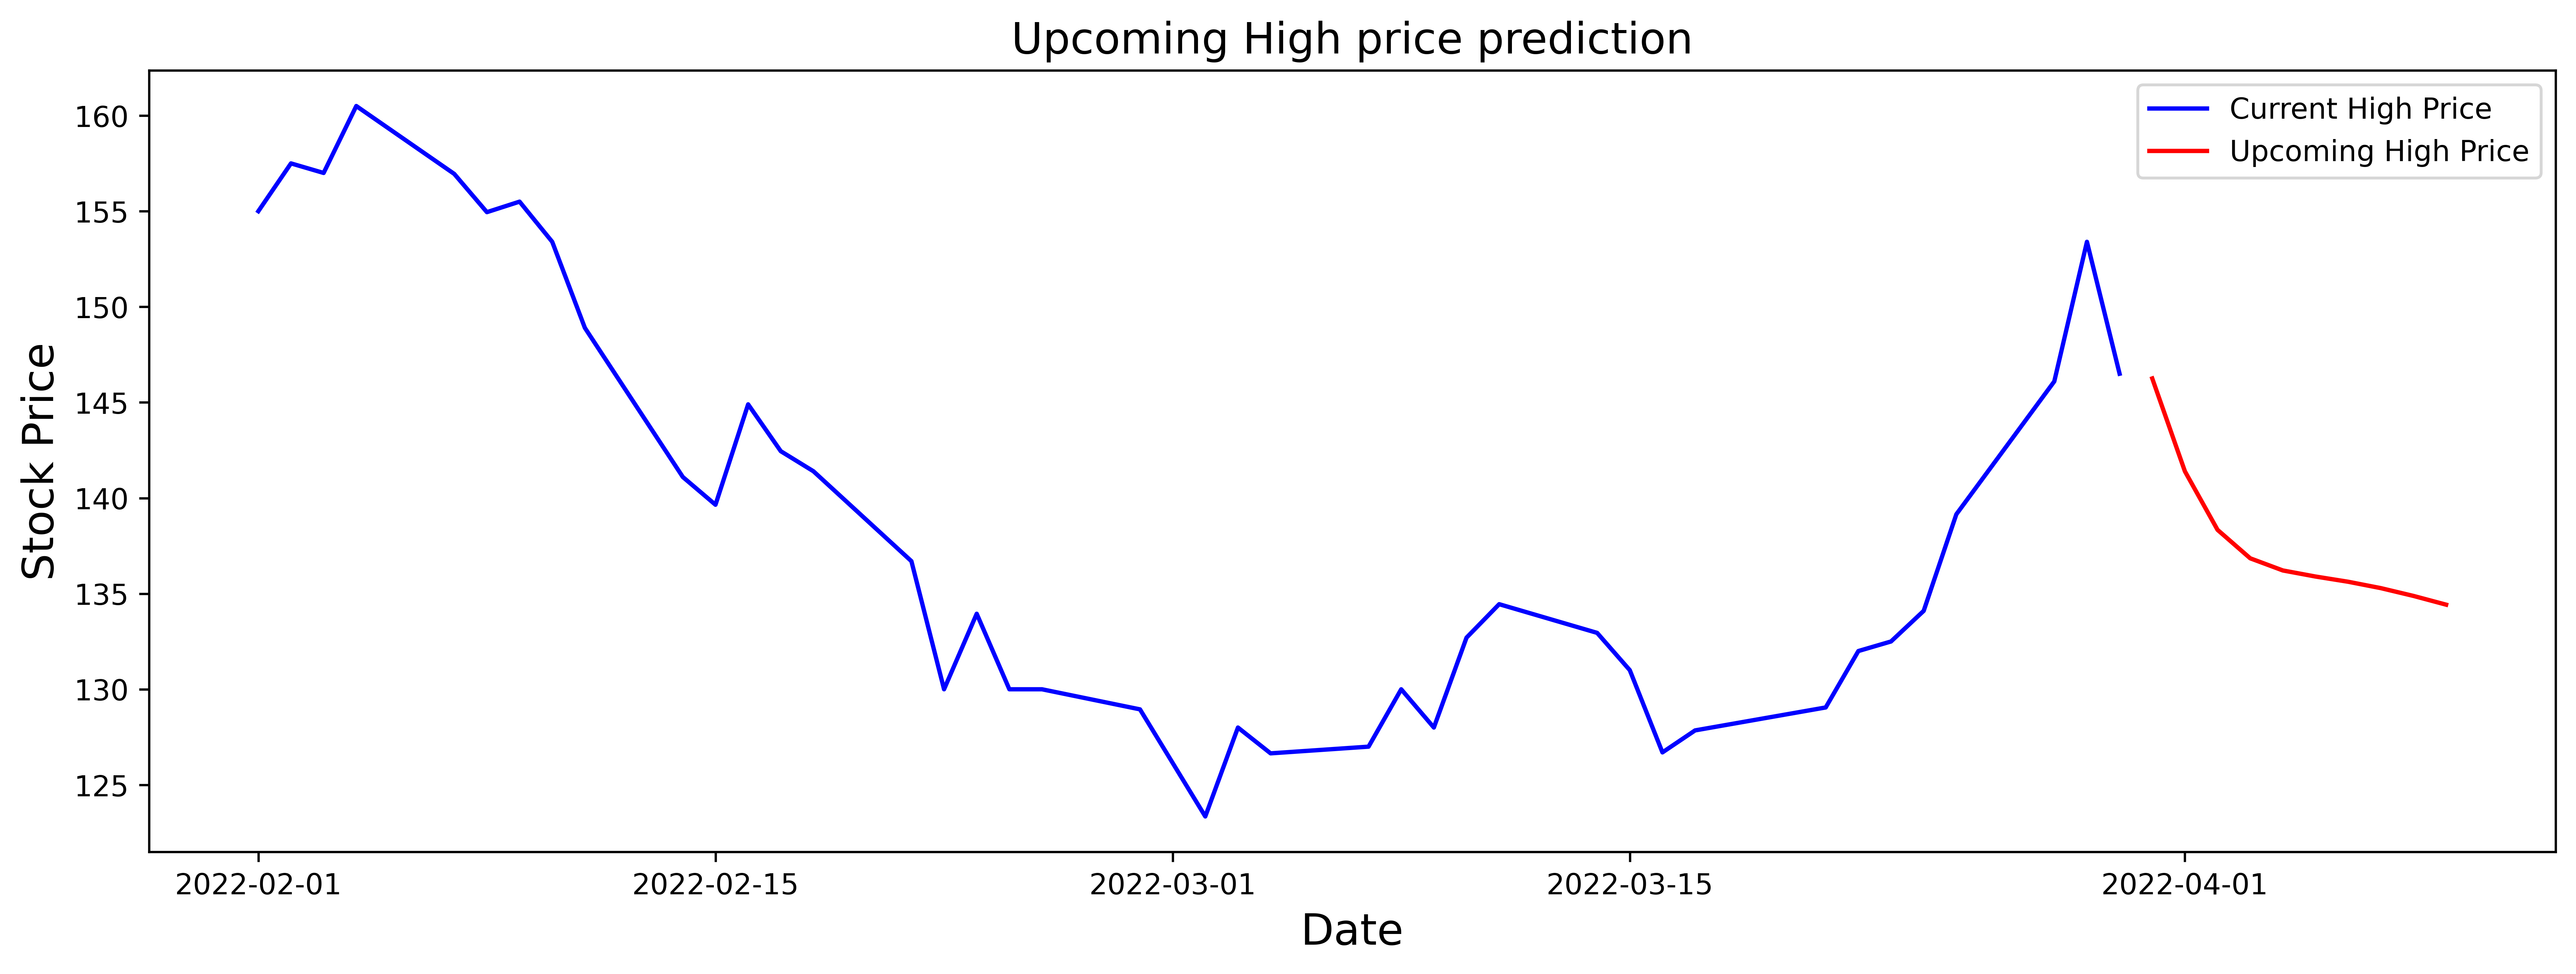 Upcoming High price prediction
Current High Price
Upcoming High Price
Stock Price
160
155
150
145
140
135
130
125
2022-02-01
2022-02-15
2022-03-01
2022-03-15
2022-04-01
Date